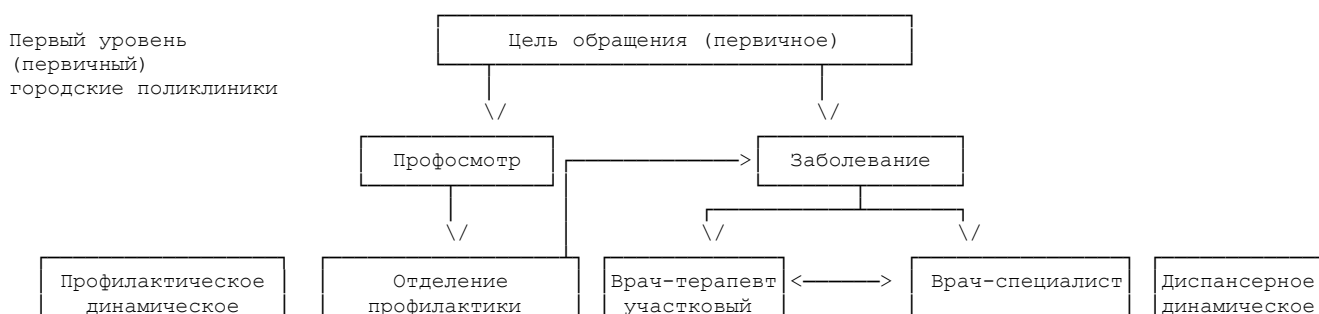 Цель обращения (первичное)
Первый уровень
(первичный)
городские поликлиники
Профосмотр
Заболевание
Профилактическое
динамическое
Отделение
профилактики
Врач-терапевт
участковый
Врач-специалист
Диспансерное
динамическое